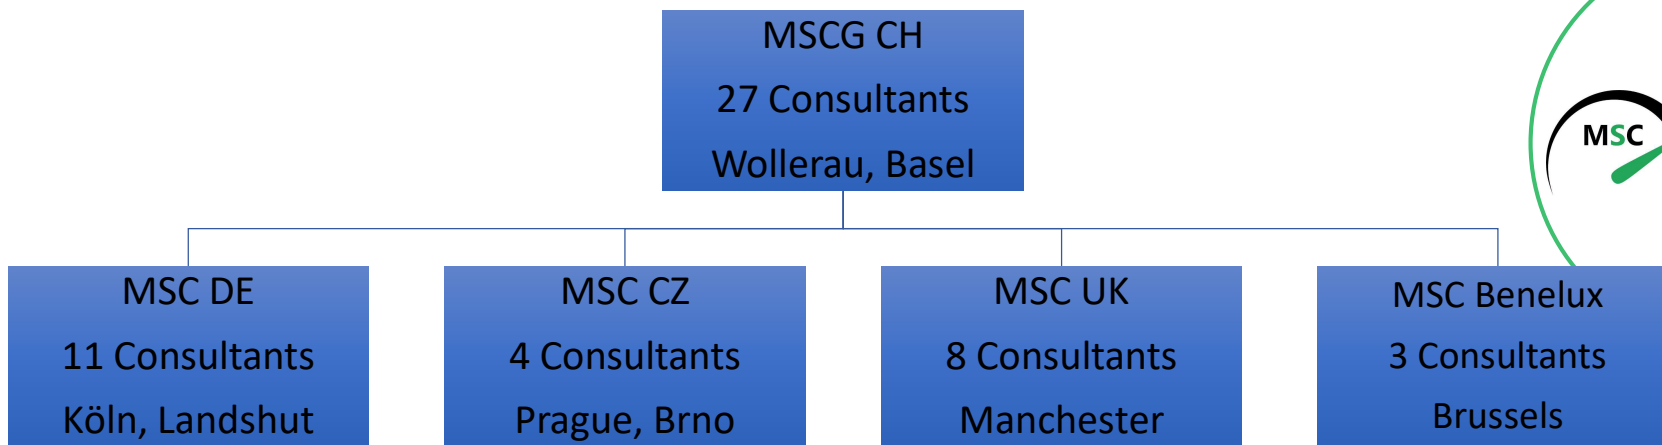 MSCG CH
27 Consultants
Wollerau, Basel
MSC
MSC DE
11 Consultants
Köln, Landshut
MSC CZ
4 Consultants
Prague, Brno
MSC UK
8 Consultants
Manchester
MSC Benelux
3 Consultants
Brussels